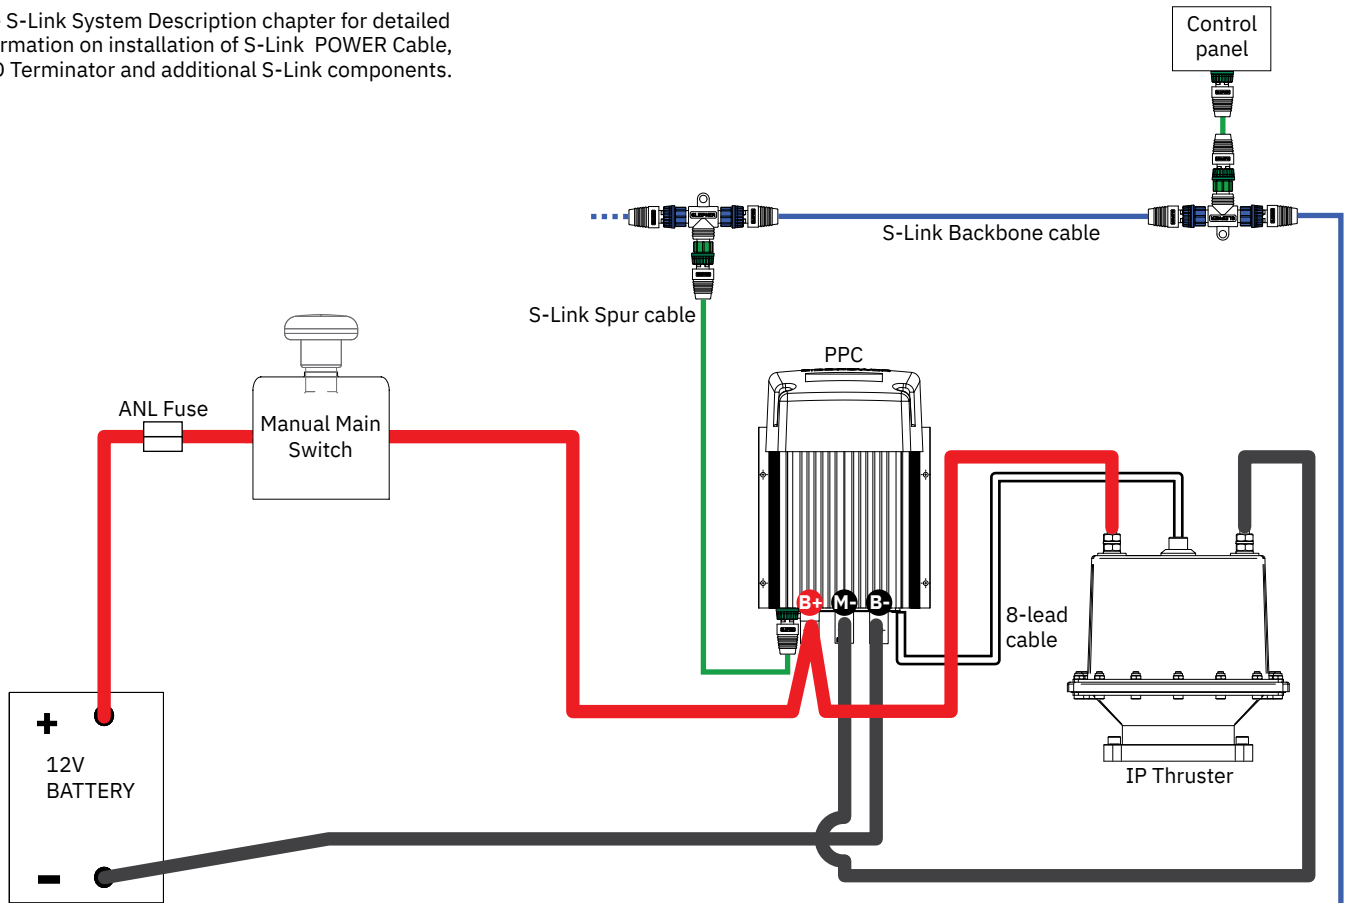 S-Link System Description chapter for detailed
rmation on installation of S-Link POWER Cable,
Terminator and additional S-Link components.
Control
panel
S-Link Backbone cable
S-Link Spur cable
PPC
ANL Fuse
Manual Main
Switch
B+ M- B-
8-lead
cable
+
12V
BATTERY
-
IP Thruster